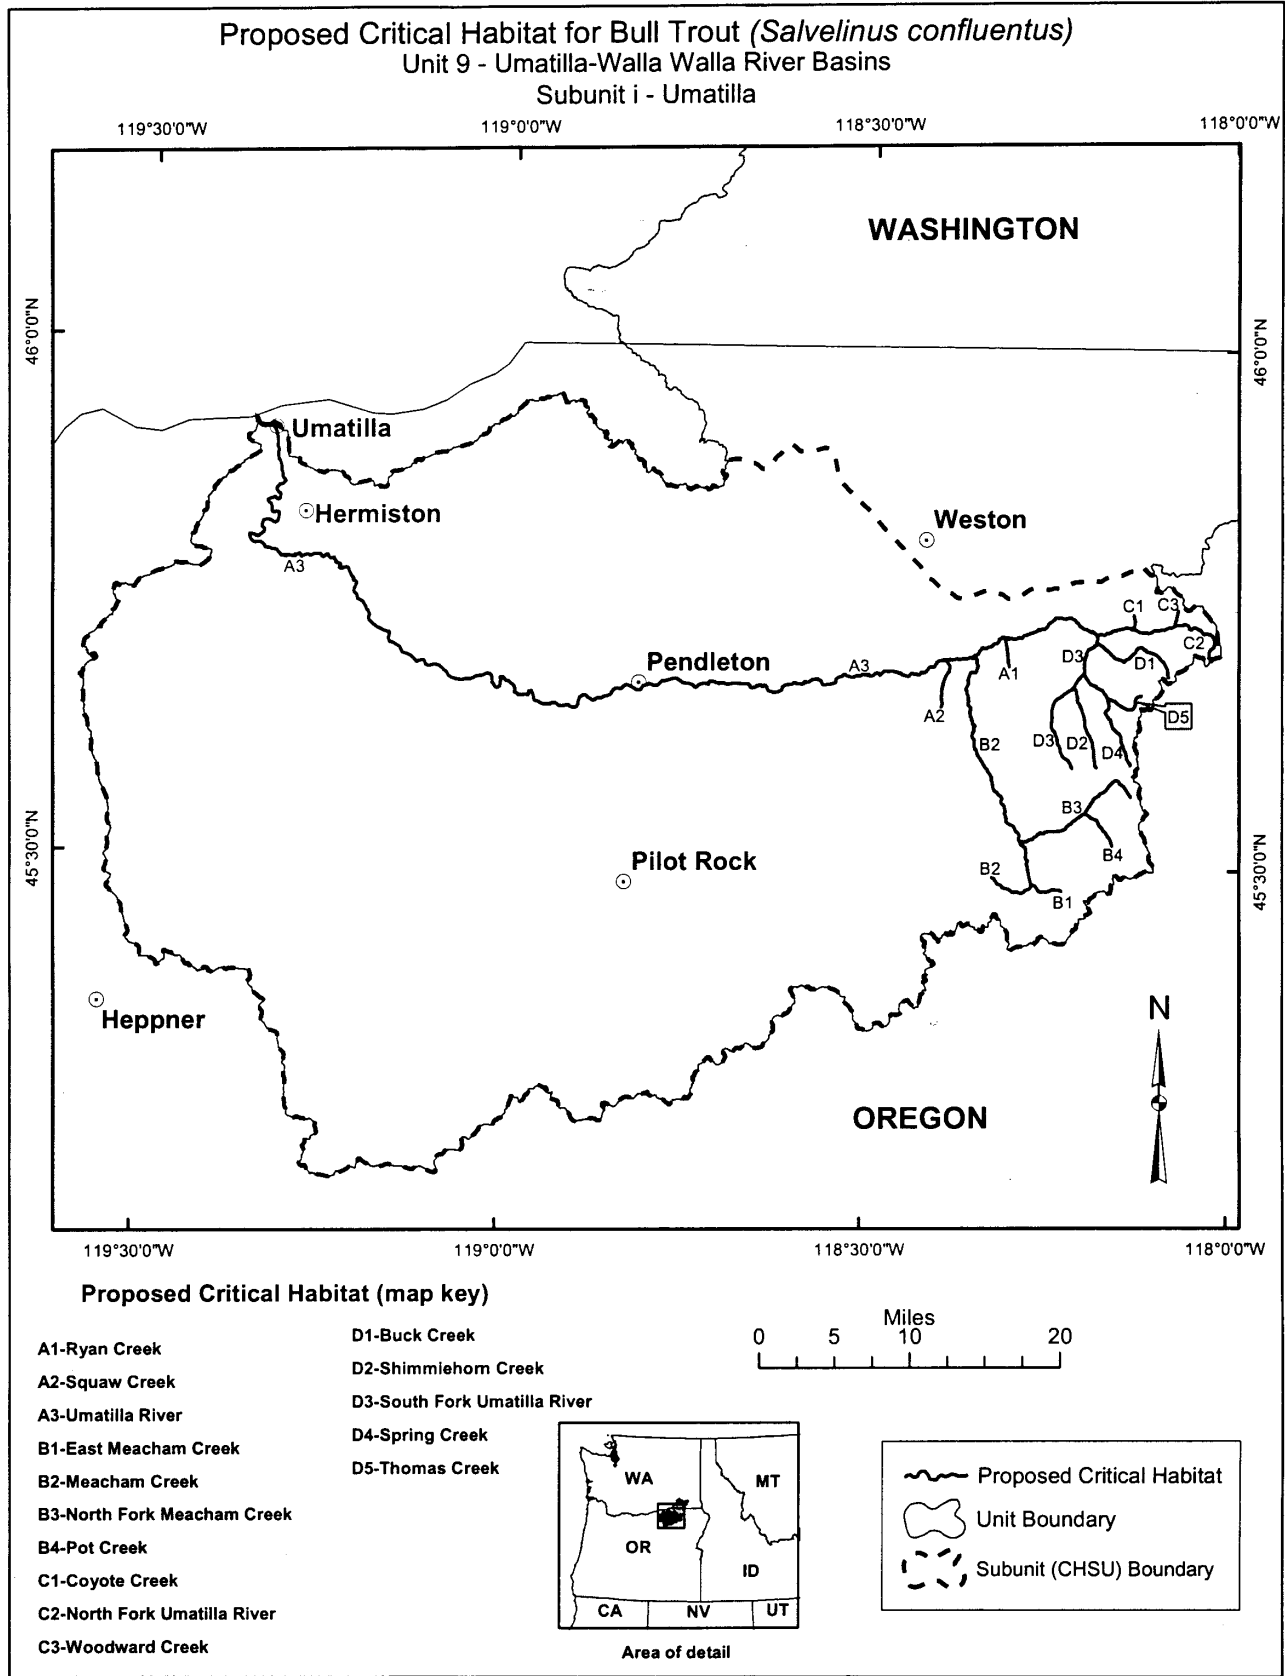 Proposed Critical Habitat for Bull Trout (Salvelinus confluentus)
Unit 9 - Umatilla-Walla Walla River Basins
Subunit i - Umatilla
119°30'0"W 119°0'0"W 118°30'0"W 118°0'0"W
WASHINGTON
46°0'0"N 46°0'0"N
Umatilla
Hermiston
Weston
A3
C1 C3
C2
Pendleton
A3
D3
D1
A1
A2
D5
B2
D3 D2 D4
B3
45°30'0"N 45°30'0"N
Pilot Rock
B4
B2
B1
Heppner
N
OREGON
119°30'0"W 119°0'0"W 118°30'0"W 118°0'0"W
Proposed Critical Habitat (map key)
A1-Ryan Creek
A2-Squaw Creek
A3-Umatilla River
B1-East Meacham Creek
B2-Meacham Creek
B3-North Fork Meacham Creek
B4-Pot Creek
C1-Coyote Creek
C2-North Fork Umatilla River
C3-Woodward Creek
D1-Buck Creek
D2-Shimmiehorn Creek
D3-South Fork Umatilla River
D4-Spring Creek
D5-Thomas Creek
Miles
0 5 10 20
WA
MT
OR
ID
CA NV UT
Area of detail
Proposed Critical Habitat
Unit Boundary
Subunit (CHSU) Boundary